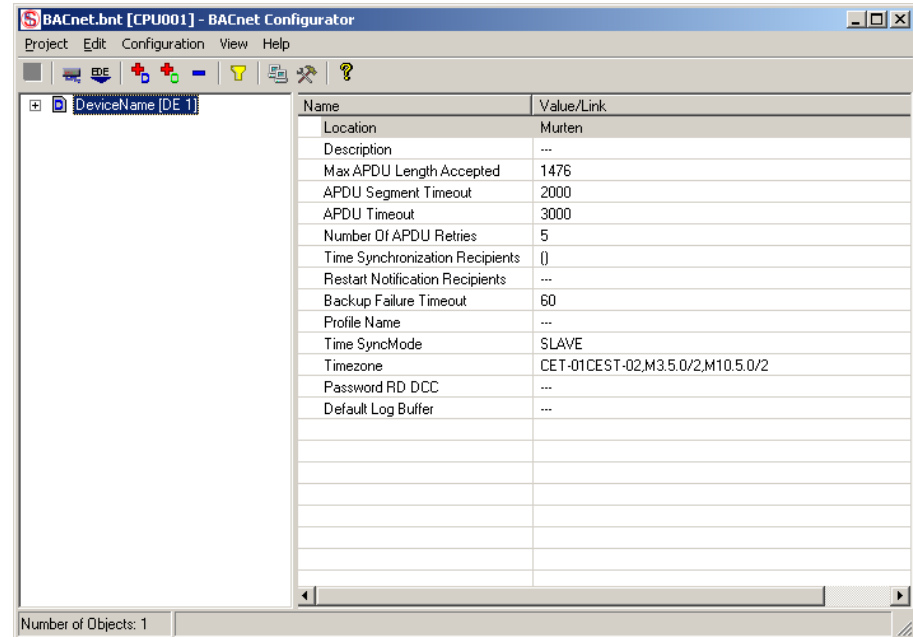 BACnet.bnt [CPU001] - BACnet Configurator
Project Edit Configuration View Help
EDE
DeviceName [DE 1]
Name Value/Link
Location Murten
Description ---
Max APDU Length Accepted 1476
APDU Segment Timeout 2000
APDU Timeout 3000
Number Of APDU Retries 5
Time Synchronization Recipients ()
Restart Notification Recipients ---
Backup Failure Timeout 60
Profile Name ---
Time SyncMode SLAVE
Timezone CET-01CEST-02,M3.5.0/2,M10.5.0/2
Password RD DCC ---
Default Log Buffer ---
Number of Objects: 1